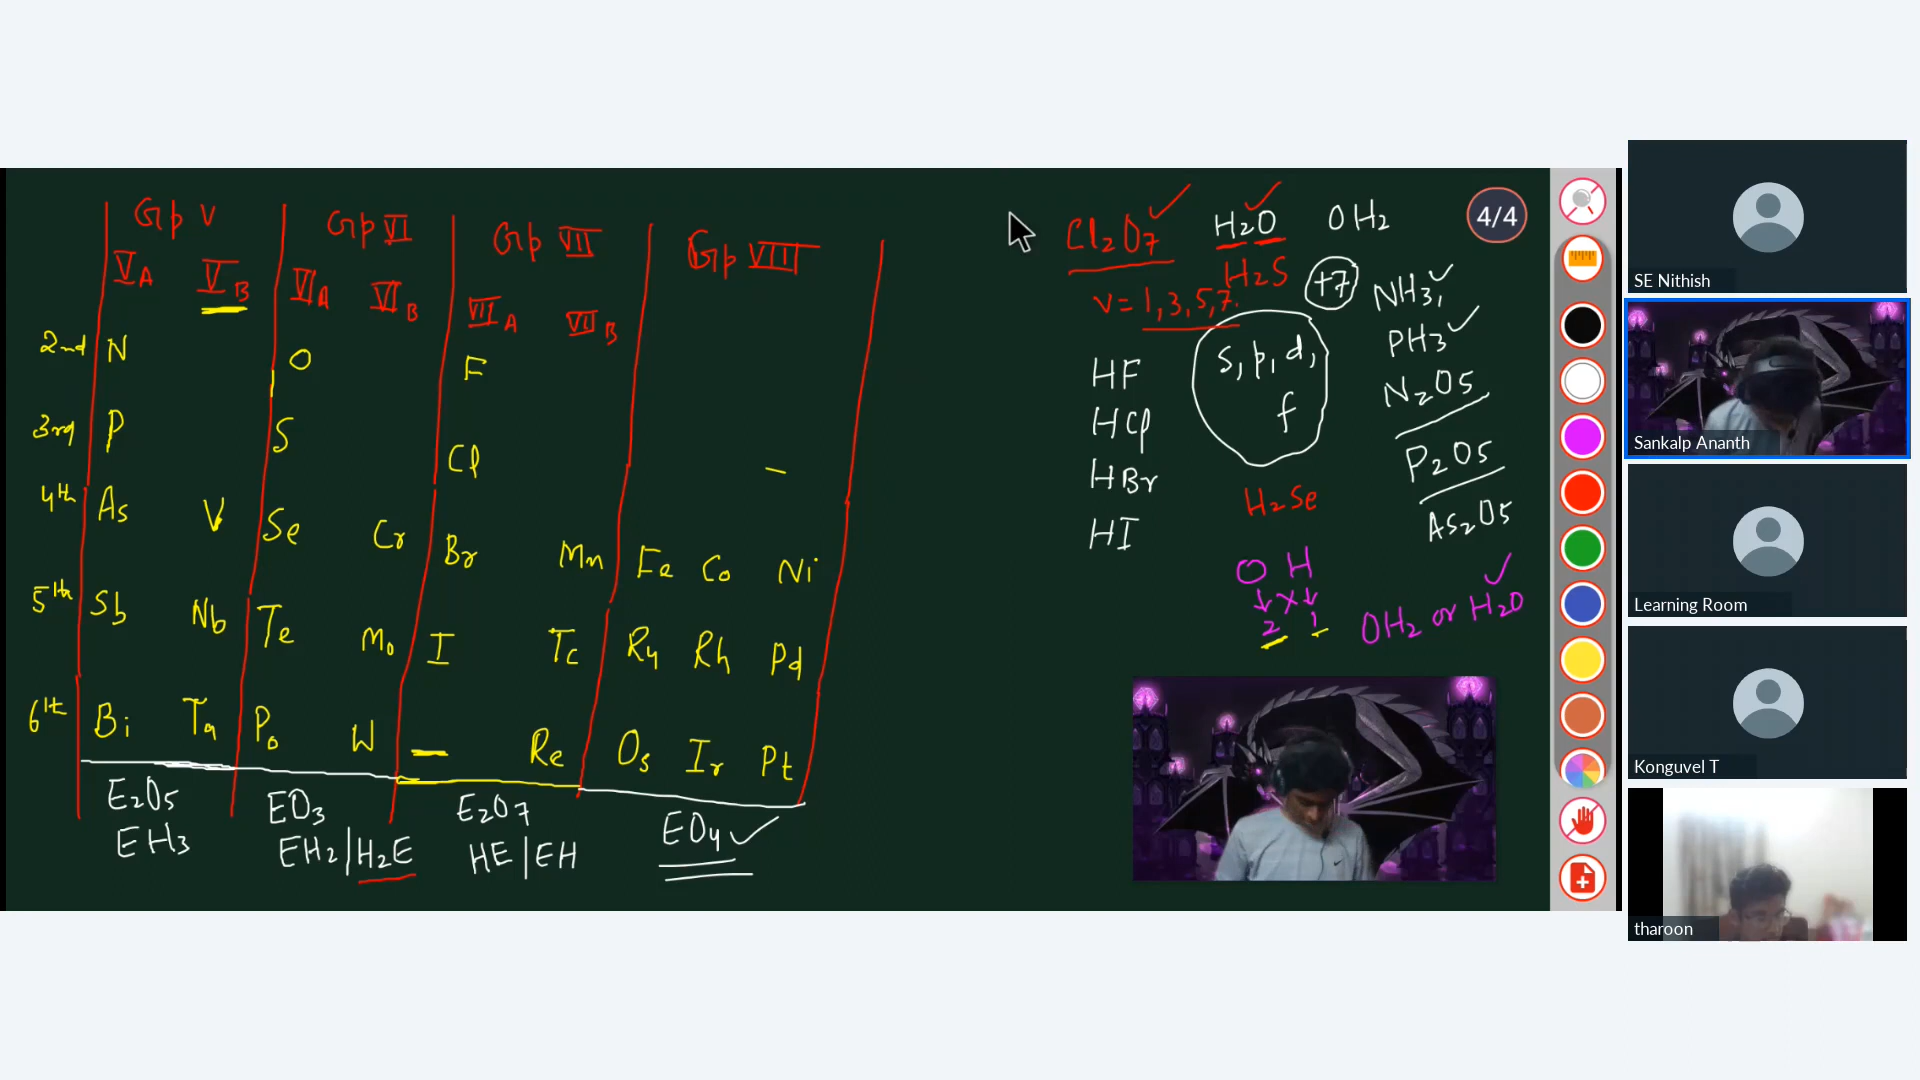 Gp V Gp VI Gp VII Gp VIII
VA VB VIA VIB VIIA VIIB
2nd N O F
3rd P S Cl –
4th As V Se Cr Br Mn Fe Co Ni
5th Sb Nb Te Mo I Tc Ru Rh Pd
6th Bi Ta Po W — Re Os Ir Pt
E2O5 EO3 E2O7 EO4 ✓
EH3 EH2|H2E HE|EH
Cl2O7 ✓ H2O ✓ OH2
H2S
v = 1, 3, 5, 7. +7 NH3, ✓
PH3 ✓
HF s, p, d, N2O5
HCl f
HBr P2O5
H2Se As2O5
HI
O H
2 1 OH2 or H2O ✓
4/4
SE Nithish
Sankalp Ananth
Learning Room
Konguvel T
tharoon